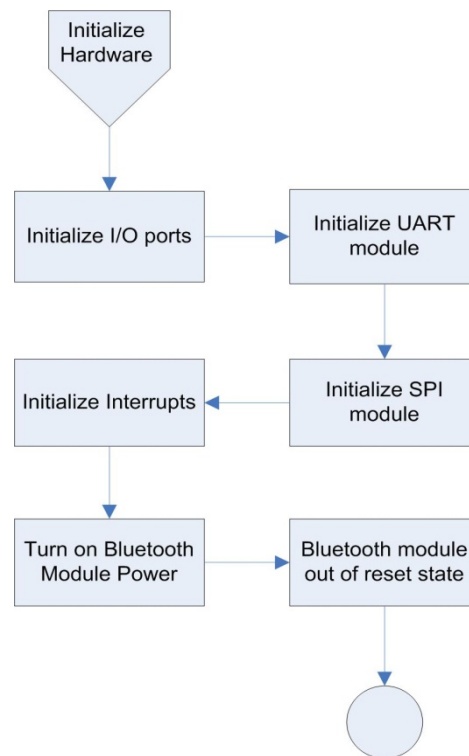 Initialize
Hardware
Initialize I/O ports
Initialize UART
module
Initialize SPI
module
Initialize Interrupts
Turn on Bluetooth
Module Power
Bluetooth module
out of reset state